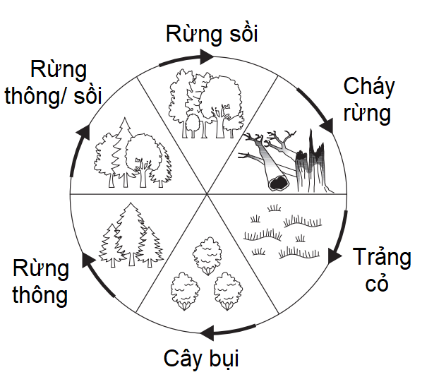 Rừng sồi
Cháy
rừng
Trảng
cỏ
Cây bụi
Rừng
thông
Rừng
thông/ sồi